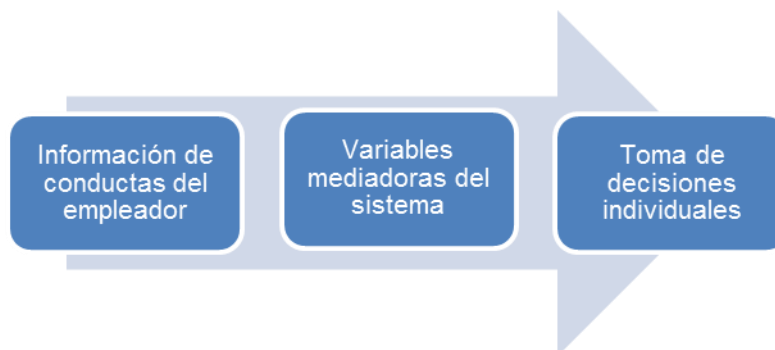 Información de
conductas del
empleador
Variables
mediadoras del
sistema
Toma de
decisiones
individuales